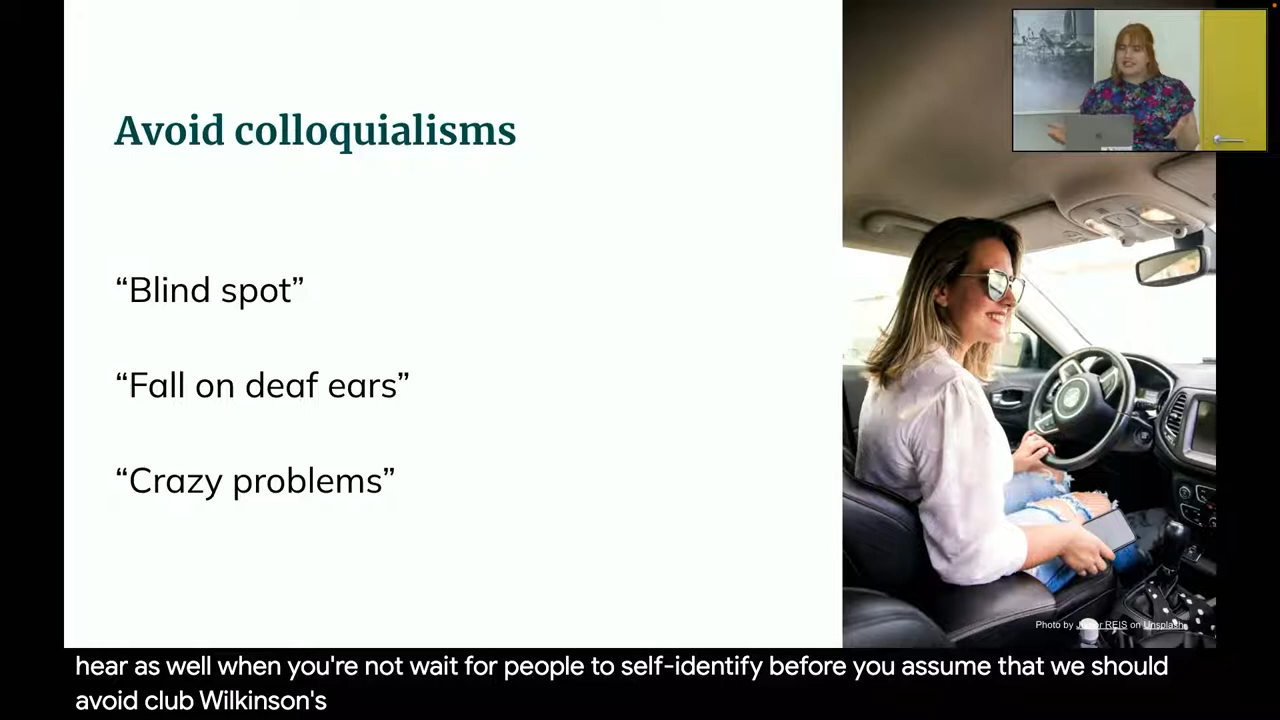 Avoid colloquialisms
“Blind spot”
“Fall on deaf ears”
“Crazy problems”
Photo by REIS on Unsplash
hear as well when you're not wait for people to self-identify before you assume that we should
avoid club Wilkinson's